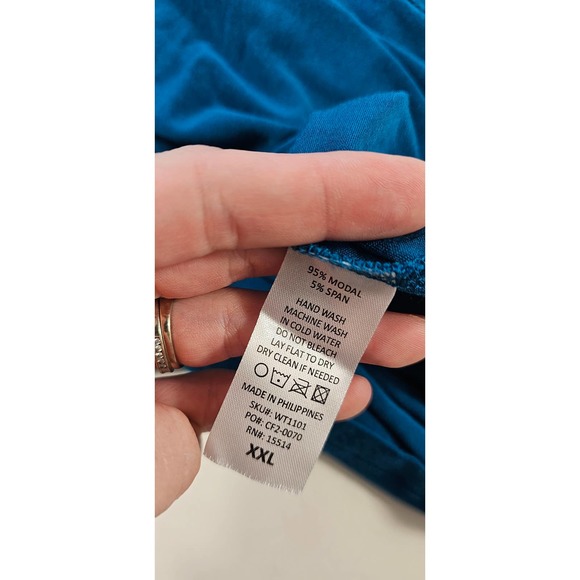 95% MODAL
5% SPAN
HAND WASH
MACHINE WASH
IN COLD WATER
DO NOT BLEACH
LAY FLAT TO DRY
DRY CLEAN IF NEEDED
MADE IN PHILIPPINES
SKU#: WT1101
PO#: CF2-0070
RN#: 15514
XXL